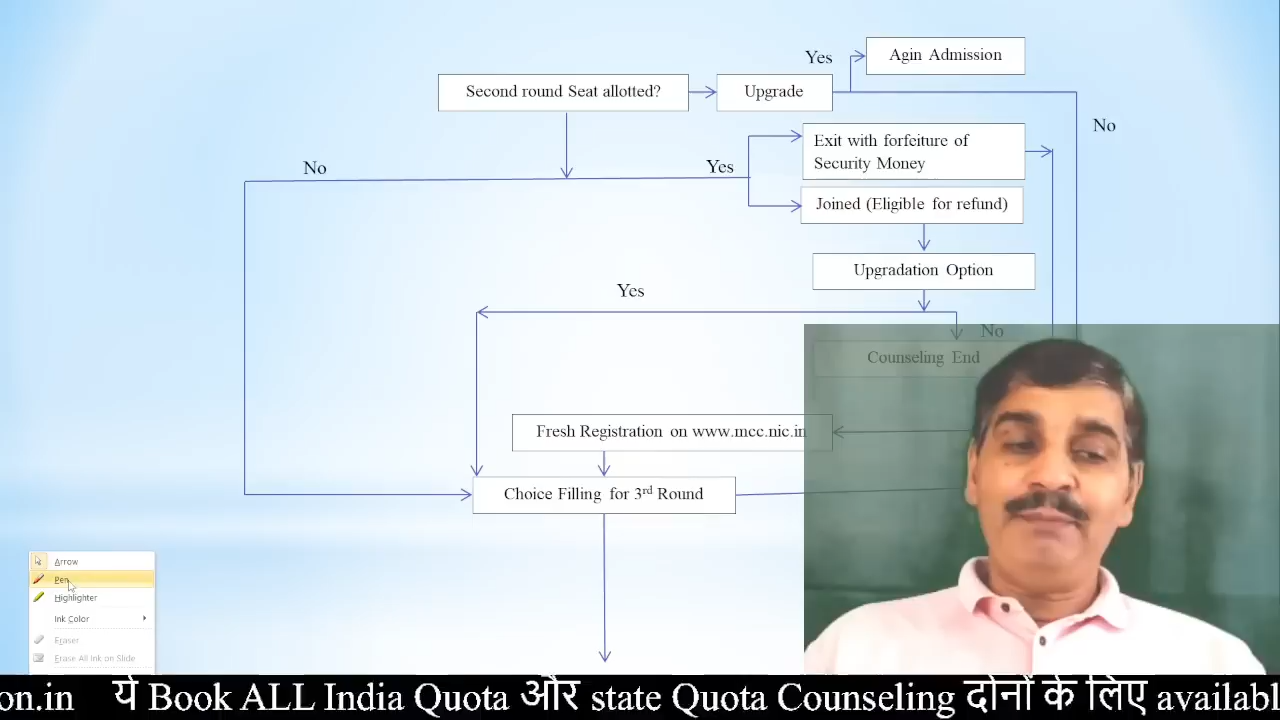 Yes
Agin Admission
Second round Seat allotted?
Upgrade
No
Exit with forfeiture of
Security Money
No
Yes
Joined (Eligible for refund)
Upgradation Option
Yes
No
Counseling End
Fresh Registration on www.mcc.nic.in
Choice Filling for 3rd Round
Arrow
Pen
Highlighter
Ink Color
Eraser
Erase All Ink on Slide
on.in ये Book ALL India Quota और state Quota Counseling दोनों के लिए availabl